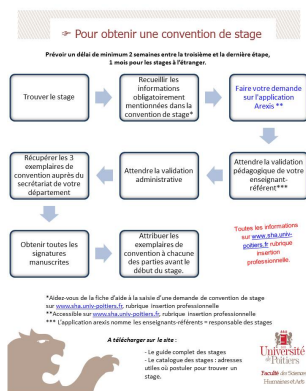 ☞ Pour obtenir une convention de stage
Prévoir un délai de minimum 2 semaines entre la troisième et la dernière étape,
1 mois pour les stages à l'étranger.
Trouver le stage
Recueillir les
informations
obligatoirement
mentionnées dans la
convention de stage*
Faire votre demande
sur l'application
Arexis **
Attendre la validation
pédagogique de votre
enseignant-
référent***
Attendre la validation
administrative
Récupérer les 3
exemplaires de
convention auprès du
secrétariat de votre
département
Obtenir toutes les
signatures
manuscrites
Attribuer les
exemplaires de
convention à chacune
des parties avant le
début du stage.
Toutes les informations
sur www.sha.univ-
poitiers.fr rubrique
insertion
professionnelle.
*Aidez-vous de la fiche d'aide à la saisie d'une demande de convention de stage
sur www.sha.univ-poitiers.fr, rubrique insertion professionnelle
**Accessible sur www.sha.univ-poitiers.fr, rubrique insertion professionnelle
*** L'application arexis nomme les enseignants-référents = responsable des stages
A télécharger sur le site :
- Le guide complet des stages
- Le catalogue des stages : adresses
utiles où postuler pour trouver un
stage.
Université
de Poitiers
Faculté des Sciences
Humaines et Arts